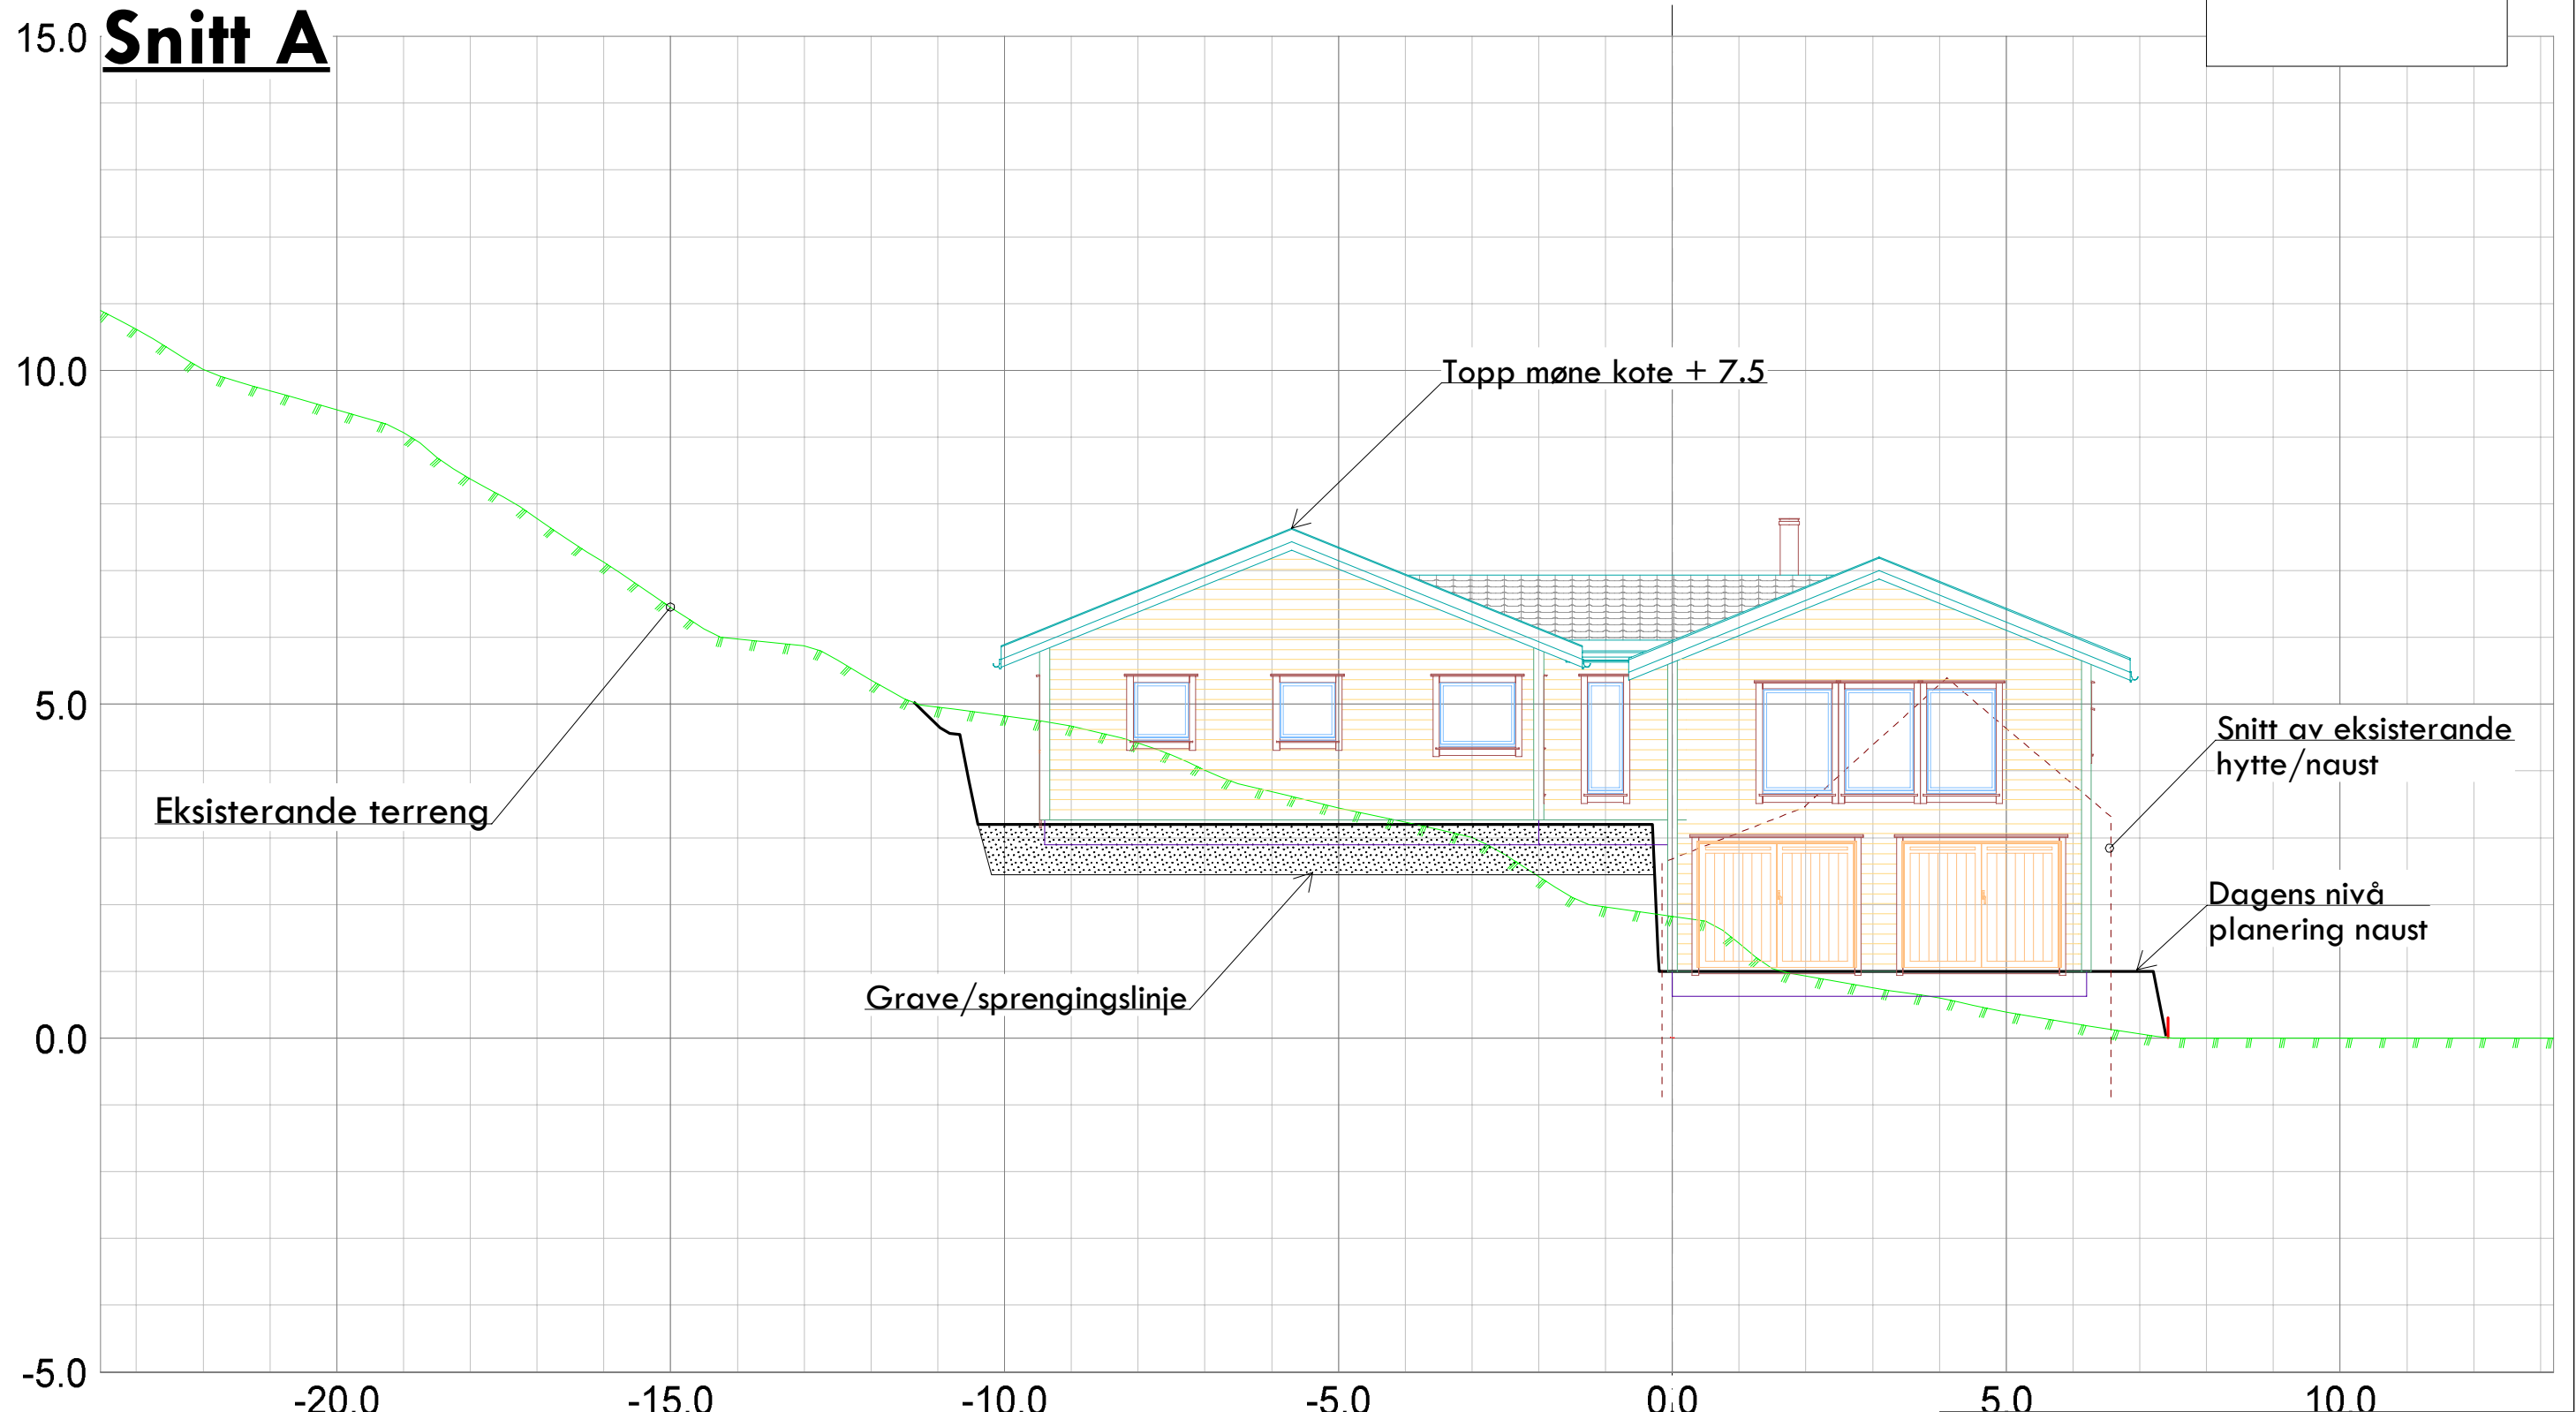 Snitt A
15.0
10.0
Topp møne kote + 7.5
5.0
Snitt av eksisterande
hytte/naust
Eksisterande terreng
Dagens nivå
planering naust
Grave/sprengingslinje
0.0
-5.0
-20.0 -15.0 -10.0 -5.0 0.0 5.0 10.0